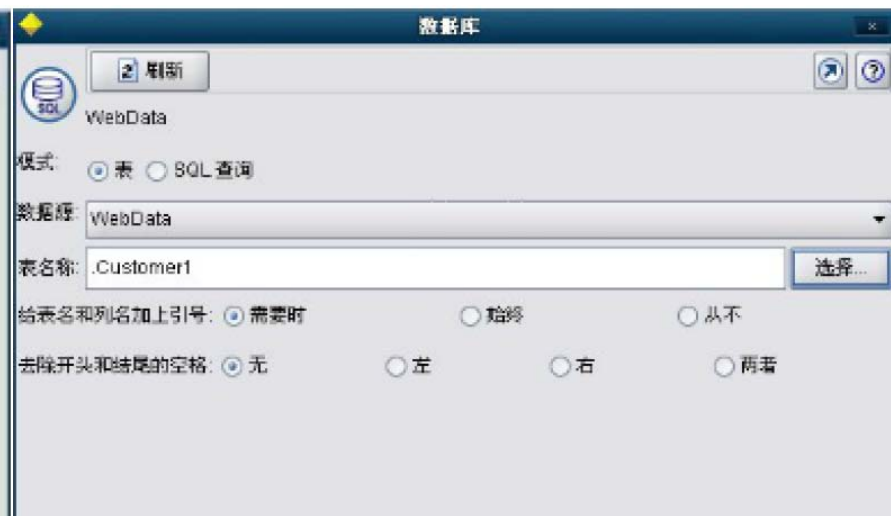 数据库
刷新
SQL
WebData
模式: 表 SQL 查询
数据源: WebData
表名称: .Customer1 选择...
给表名和列名加上引号: 需要时 始终 从不
去除开头和结尾的空格: 无 左 右 两者